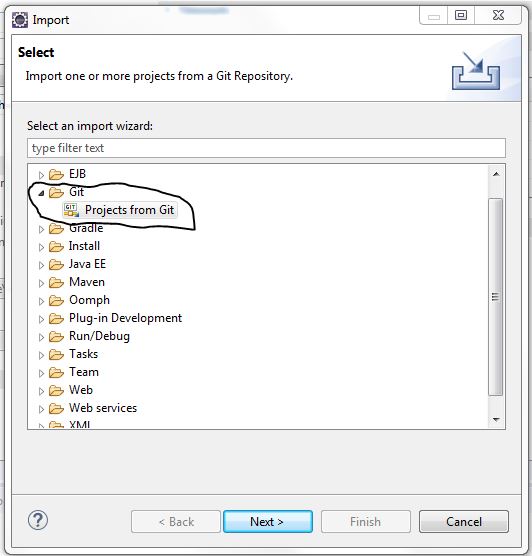 Import
Select
Import one or more projects from a Git Repository.
Select an import wizard:
type filter text
EJB
Git
GIT Projects from Git
Gradle
Install
Java EE
Maven
Oomph
Plug-in Development
Run/Debug
Tasks
Team
Web
Web services
XML
?
< Back
Next >
Finish
Cancel